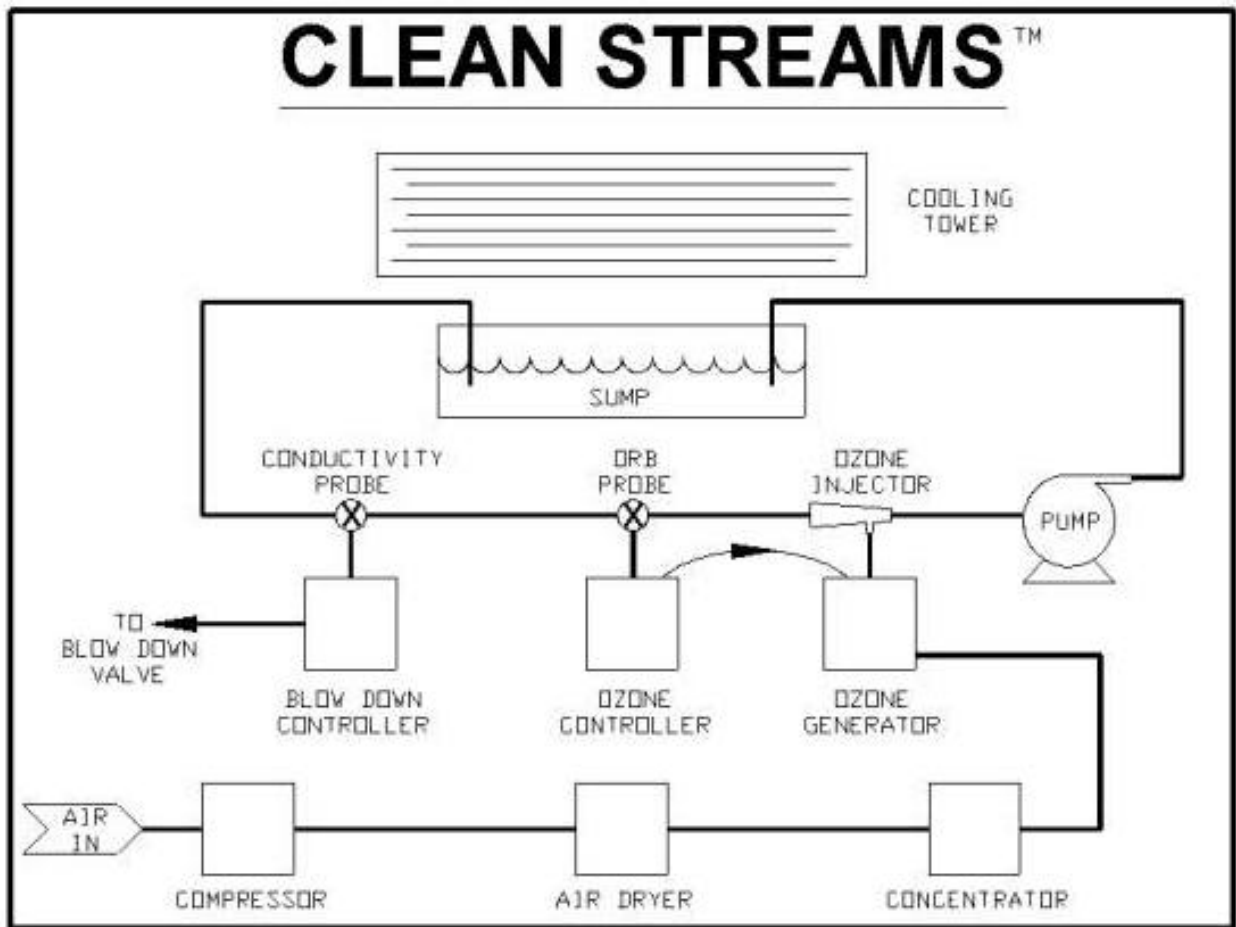 CLEAN STREAMS™
COOLING
TOWER
SUMP
CONDUCTIVITY
PROBE
ORB
PROBE
OZONE
INJECTOR
PUMP
TO
BLOW DOWN
VALVE
BLOW DOWN
CONTROLLER
OZONE
CONTROLLER
OZONE
GENERATOR
AIR
IN
COMPRESSOR
AIR DRYER
CONCENTRATOR